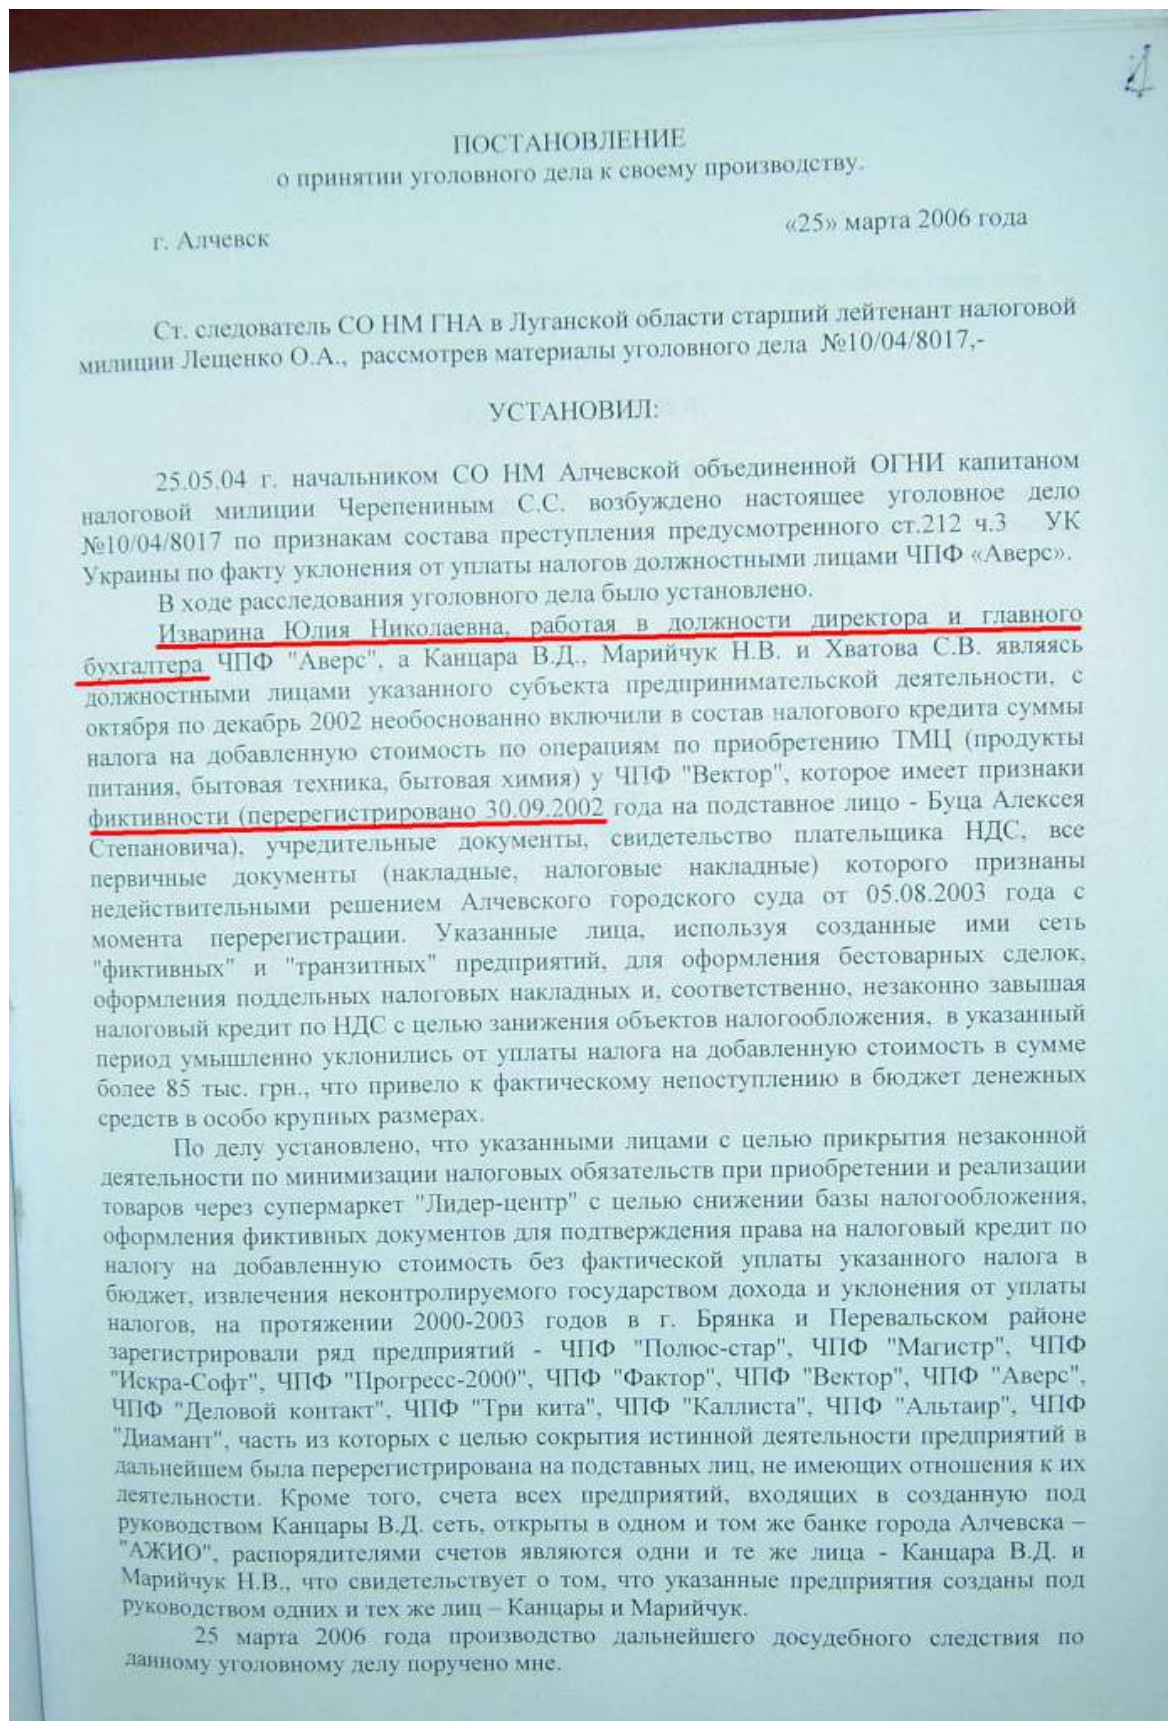 ПОСТАНОВЛЕНИЕ
о принятии уголовного дела к своему производству.
г. Алчевск «25» марта 2006 года
Ст. следователь СО НМ ГНА в Луганской области старший лейтенант налоговой
милиции Лещенко О.А., рассмотрев материалы уголовного дела №10/04/8017,-
УСТАНОВИЛ:
25.05.04 г. начальником СО НМ Алчевской объединенной ОГНИ капитаном
налоговой милиции Черепениным С.С. возбуждено настоящее уголовное дело
№10/04/8017 по признакам состава преступления предусмотренного ст.212 ч.3 УК
Украины по факту уклонения от уплаты налогов должностными лицами ЧПФ «Аверс».
В ходе расследования уголовного дела было установлено.
Изварина Юлия Николаевна, работая в должности директора и главного
бухгалтера ЧПФ "Аверс", а Канцара В.Д., Марийчук Н.В. и Хватова С.В. являясь
должностными лицами указанного субъекта предпринимательской деятельности, с
октября по декабрь 2002 необоснованно включили в состав налогового кредита суммы
налога на добавленную стоимость по операциям по приобретению ТМЦ (продукты
питания, бытовая техника, бытовая химия) у ЧПФ "Вектор", которое имеет признаки
фиктивности (перерегистрировано 30.09.2002 года на подставное лицо - Буца Алексея
Степановича), учредительные документы, свидетельство плательщика НДС, все
первичные документы (накладные, налоговые накладные) которого признаны
недействительными решением Алчевского городского суда от 05.08.2003 года с
момента перерегистрации. Указанные лица, используя созданные ими сеть
"фиктивных" и "транзитных" предприятий, для оформления бестоварных сделок,
оформления поддельных налоговых накладных и, соответственно, незаконно завышая
налоговый кредит по НДС с целью занижения объектов налогообложения, в указанный
период умышленно уклонились от уплаты налога на добавленную стоимость в сумме
более 85 тыс. грн., что привело к фактическому непоступлению в бюджет денежных
средств в особо крупных размерах.
По делу установлено, что указанными лицами с целью прикрытия незаконной
деятельности по минимизации налоговых обязательств при приобретении и реализации
товаров через супермаркет "Лидер-центр" с целью снижении базы налогообложения,
оформления фиктивных документов для подтверждения права на налоговый кредит по
налогу на добавленную стоимость без фактической уплаты указанного налога в
бюджет, извлечения неконтролируемого государством дохода и уклонения от уплаты
налогов, на протяжении 2000-2003 годов в г. Брянка и Перевальском районе
зарегистрировали ряд предприятий - ЧПФ "Полюс-стар", ЧПФ "Магистр", ЧПФ
"Искра-Софт", ЧПФ "Прогресс-2000", ЧПФ "Фактор", ЧПФ "Вектор", ЧПФ "Аверс",
ЧПФ "Деловой контакт", ЧПФ "Три кита", ЧПФ "Каллиста", ЧПФ "Альтаир", ЧПФ
"Диамант", часть из которых с целью сокрытия истинной деятельности предприятий в
дальнейшем была перерегистрирована на подставных лиц, не имеющих отношения к их
деятельности. Кроме того, счета всех предприятий, входящих в созданную под
руководством Канцары В.Д. сеть, открыты в одном и том же банке города Алчевска –
"АЖИО", распорядителями счетов являются одни и те же лица - Канцара В.Д. и
Марийчук Н.В., что свидетельствует о том, что указанные предприятия созданы под
руководством одних и тех же лиц – Канцары и Марийчук.
25 марта 2006 года производство дальнейшего досудебного следствия по
данному уголовному делу поручено мне.